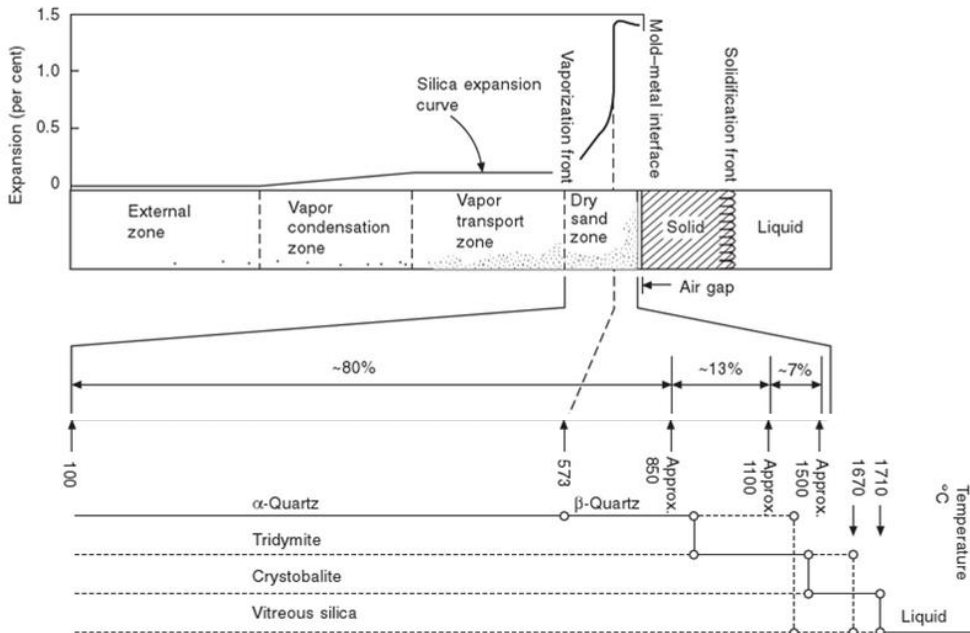 1.5
1.0
0.5
0
Expansion (per cent)
Silica expansion
curve
Vaporization front
Mold–metal interface
Solidification front
External
zone
Vapor
condensation
zone
Vapor
transport
zone
Dry
sand
zone
Solid
Liquid
Air gap
~80%
~13%
~7%
100
573
Approx.
850
Approx.
1100
Approx.
1500
1670
1710
Temperature
°C
α-Quartz
β-Quartz
Tridymite
Crystobalite
Vitreous silica
Liquid